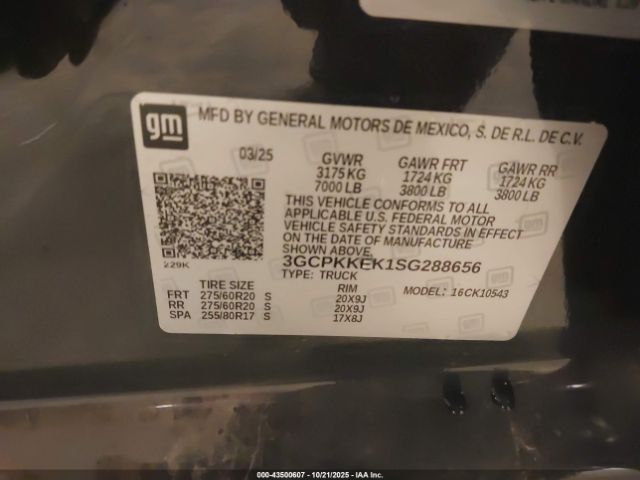 gm
MFD BY GENERAL MOTORS DE MEXICO, S. DE R.L. DE C.V.
03/25 GVWR GAWR FRT GAWR RR
3175 KG 1724 KG 1724 KG
7000 LB 3800 LB 3800 LB
THIS VEHICLE CONFORMS TO ALL
APPLICABLE U.S. FEDERAL MOTOR
VEHICLE SAFETY STANDARDS IN EFFECT
ON THE DATE OF MANUFACTURE
SHOWN ABOVE.
229K 3GCPKKEK1SG288656
TYPE: TRUCK
TIRE SIZE RIM MODEL: 16CK10543
FRT 275/60R20 S 20X9J
RR 275/60R20 S 20X9J
SPA 255/80R17 S 17X8J
000-43500607 - 10/21/2025 - IAA Inc.